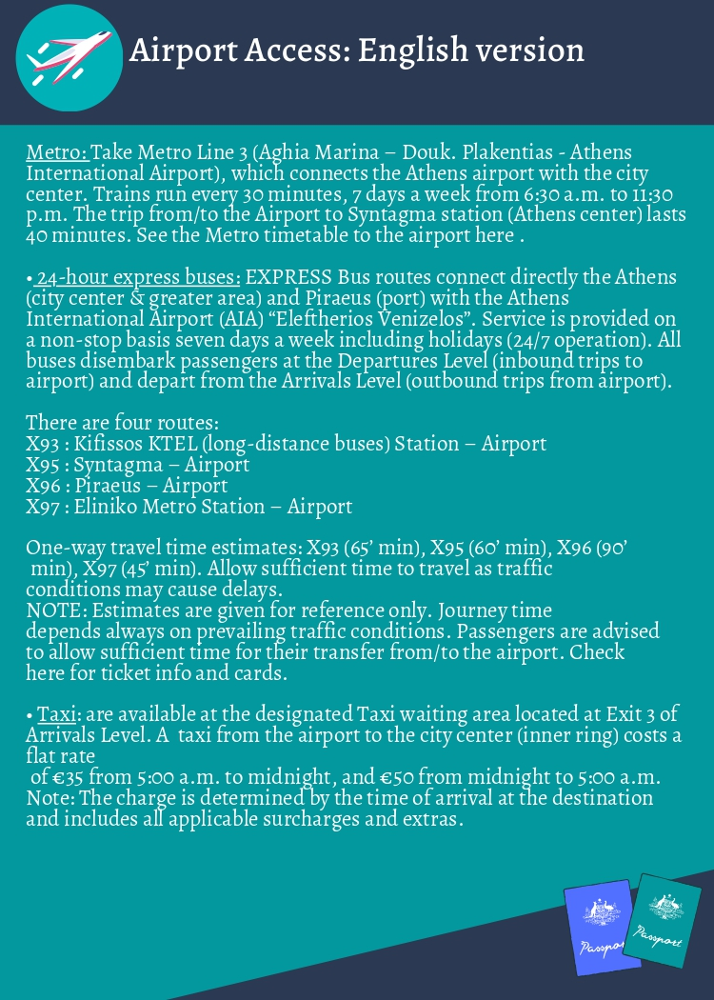 Airport Access: English version
Metro: Take Metro Line 3 (Aghia Marina – Douk. Plakentias - Athens
International Airport), which connects the Athens airport with the city
center. Trains run every 30 minutes, 7 days a week from 6:30 a.m. to 11:30
p.m. The trip from/to the Airport to Syntagma station (Athens center) lasts
40 minutes. See the Metro timetable to the airport here .
• 24-hour express buses: EXPRESS Bus routes connect directly the Athens
(city center & greater area) and Piraeus (port) with the Athens
International Airport (AIA) “Eleftherios Venizelos”. Service is provided on
a non-stop basis seven days a week including holidays (24/7 operation). All
buses disembark passengers at the Departures Level (inbound trips to
airport) and depart from the Arrivals Level (outbound trips from airport).
There are four routes:
X93 : Kifissos KTEL (long-distance buses) Station – Airport
X95 : Syntagma – Airport
X96 : Piraeus – Airport
X97 : Eliniko Metro Station – Airport
One-way travel time estimates: X93 (65’ min), X95 (60’ min), X96 (90’
min), X97 (45’ min). Allow sufficient time to travel as traffic
conditions may cause delays.
NOTE: Estimates are given for reference only. Journey time
depends always on prevailing traffic conditions. Passengers are advised
to allow sufficient time for their transfer from/to the airport. Check
here for ticket info and cards.
• Taxi: are available at the designated Taxi waiting area located at Exit 3 of
Arrivals Level. A taxi from the airport to the city center (inner ring) costs a
flat rate
of €35 from 5:00 a.m. to midnight, and €50 from midnight to 5:00 a.m.
Note: The charge is determined by the time of arrival at the destination
and includes all applicable surcharges and extras.
Passpor
Passport